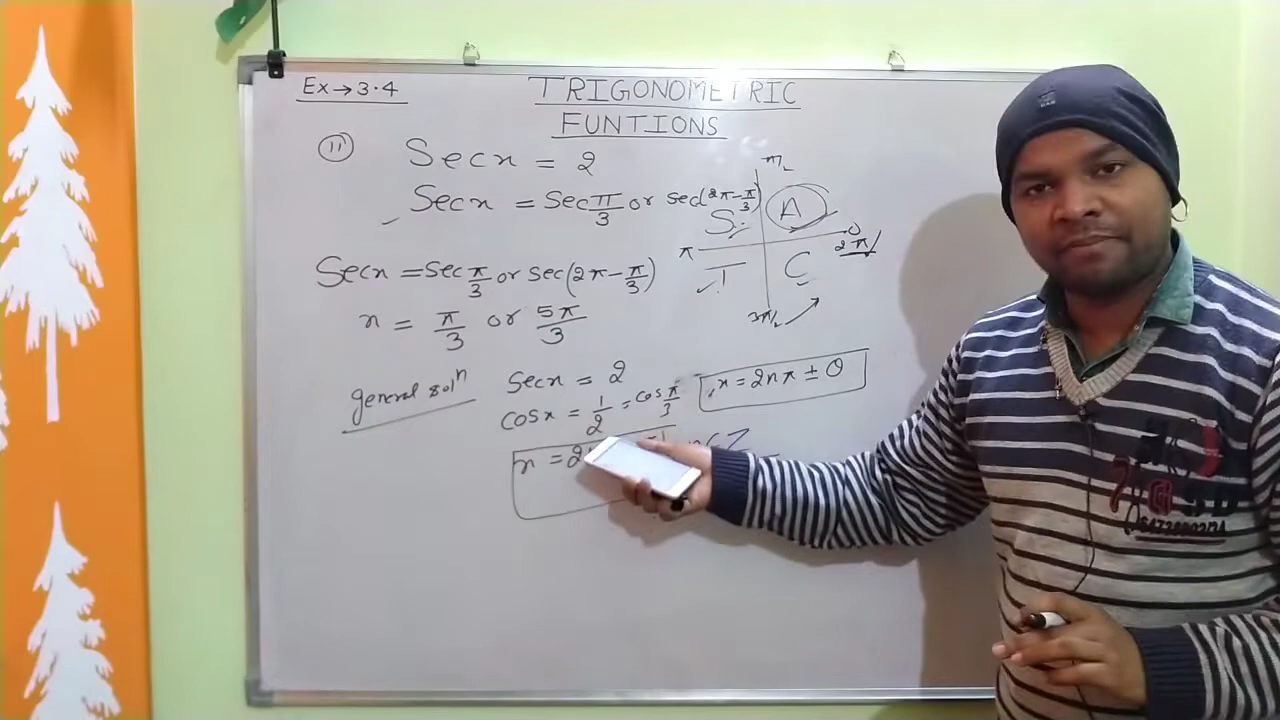 Ex → 3.4
TRIGONOMETRIC
FUNTIONS
11
Secx = 2
Secx = Sec π/3 or sec(2π - π/3)
Secx = Sec π/3 or sec(2π - π/3)
x = π/3 or 5π/3
π/2
S A
π 0
2π
T C
3π/2
general solⁿ
Secx = 2
cosx = 1/2 = cos π/3
x = 2nπ ± θ
x = 2